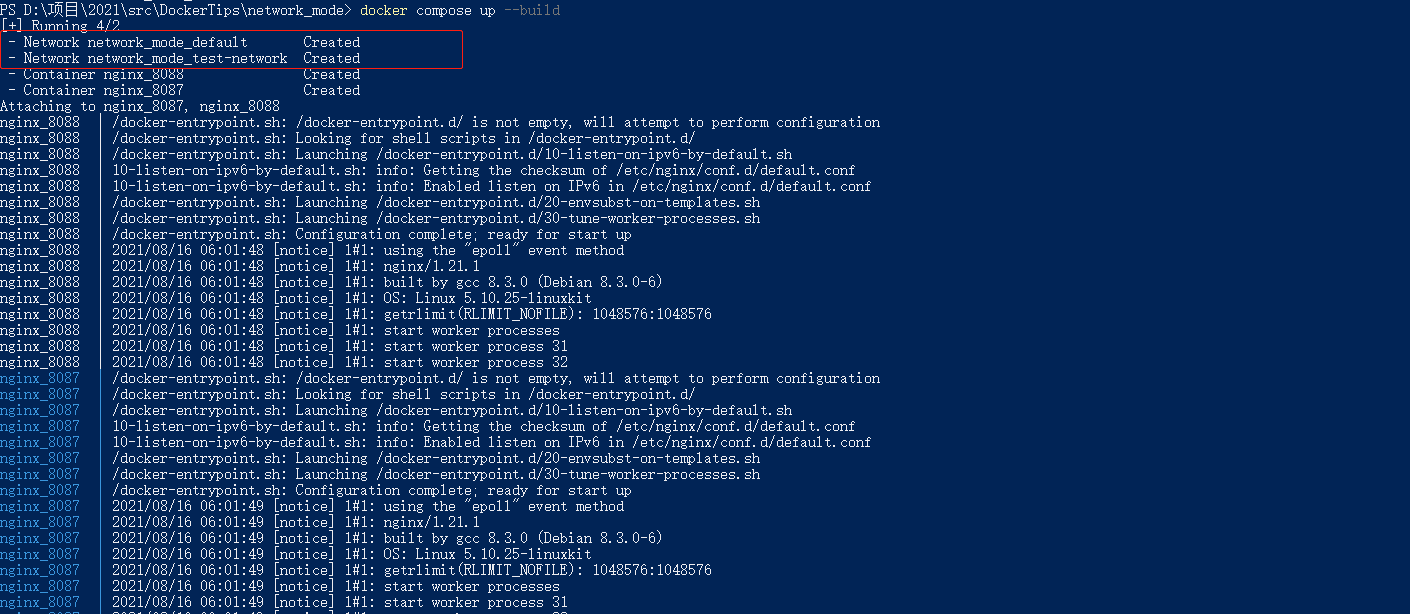 PS D:\项目\2021\src\DockerTips\network_mode> docker compose up --build
[+] Running 4/2
- Network network_mode_default Created
- Network network_mode_test-network Created
- Container nginx_8088 Created
- Container nginx_8087 Created
Attaching to nginx_8087, nginx_8088
nginx_8088 | /docker-entrypoint.sh: /docker-entrypoint.d/ is not empty, will attempt to perform configuration
nginx_8088 | /docker-entrypoint.sh: Looking for shell scripts in /docker-entrypoint.d/
nginx_8088 | /docker-entrypoint.sh: Launching /docker-entrypoint.d/10-listen-on-ipv6-by-default.sh
nginx_8088 | 10-listen-on-ipv6-by-default.sh: info: Getting the checksum of /etc/nginx/conf.d/default.conf
nginx_8088 | 10-listen-on-ipv6-by-default.sh: info: Enabled listen on IPv6 in /etc/nginx/conf.d/default.conf
nginx_8088 | /docker-entrypoint.sh: Launching /docker-entrypoint.d/20-envsubst-on-templates.sh
nginx_8088 | /docker-entrypoint.sh: Launching /docker-entrypoint.d/30-tune-worker-processes.sh
nginx_8088 | /docker-entrypoint.sh: Configuration complete; ready for start up
nginx_8088 | 2021/08/16 06:01:48 [notice] 1#1: using the "epoll" event method
nginx_8088 | 2021/08/16 06:01:48 [notice] 1#1: nginx/1.21.1
nginx_8088 | 2021/08/16 06:01:48 [notice] 1#1: built by gcc 8.3.0 (Debian 8.3.0-6)
nginx_8088 | 2021/08/16 06:01:48 [notice] 1#1: OS: Linux 5.10.25-linuxkit
nginx_8088 | 2021/08/16 06:01:48 [notice] 1#1: getrlimit(RLIMIT_NOFILE): 1048576:1048576
nginx_8088 | 2021/08/16 06:01:48 [notice] 1#1: start worker processes
nginx_8088 | 2021/08/16 06:01:48 [notice] 1#1: start worker process 31
nginx_8088 | 2021/08/16 06:01:48 [notice] 1#1: start worker process 32
nginx_8087 | /docker-entrypoint.sh: /docker-entrypoint.d/ is not empty, will attempt to perform configuration
nginx_8087 | /docker-entrypoint.sh: Looking for shell scripts in /docker-entrypoint.d/
nginx_8087 | /docker-entrypoint.sh: Launching /docker-entrypoint.d/10-listen-on-ipv6-by-default.sh
nginx_8087 | 10-listen-on-ipv6-by-default.sh: info: Getting the checksum of /etc/nginx/conf.d/default.conf
nginx_8087 | 10-listen-on-ipv6-by-default.sh: info: Enabled listen on IPv6 in /etc/nginx/conf.d/default.conf
nginx_8087 | /docker-entrypoint.sh: Launching /docker-entrypoint.d/20-envsubst-on-templates.sh
nginx_8087 | /docker-entrypoint.sh: Launching /docker-entrypoint.d/30-tune-worker-processes.sh
nginx_8087 | /docker-entrypoint.sh: Configuration complete; ready for start up
nginx_8087 | 2021/08/16 06:01:49 [notice] 1#1: using the "epoll" event method
nginx_8087 | 2021/08/16 06:01:49 [notice] 1#1: nginx/1.21.1
nginx_8087 | 2021/08/16 06:01:49 [notice] 1#1: built by gcc 8.3.0 (Debian 8.3.0-6)
nginx_8087 | 2021/08/16 06:01:49 [notice] 1#1: OS: Linux 5.10.25-linuxkit
nginx_8087 | 2021/08/16 06:01:49 [notice] 1#1: getrlimit(RLIMIT_NOFILE): 1048576:1048576
nginx_8087 | 2021/08/16 06:01:49 [notice] 1#1: start worker processes
nginx_8087 | 2021/08/16 06:01:49 [notice] 1#1: start worker process 31